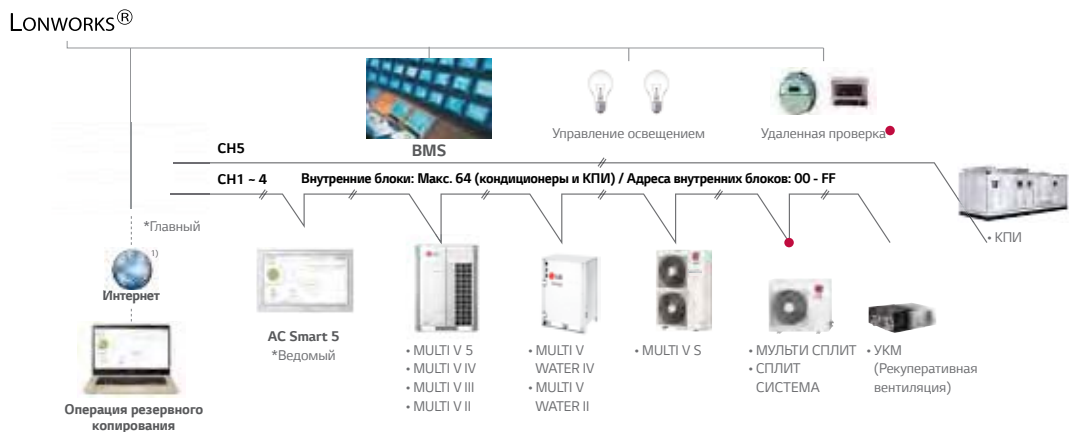 LONWORKS®
BMS
Управление освещением
Удаленная проверка
CH5
CH1 ~ 4
Внутренние блоки: Макс. 64 (кондиционеры и КПИ) / Адреса внутренних блоков: 00 - FF
*Главный
1)
Интернет
Операция резервного
копирования
AC Smart 5
*Ведомый
• MULTI V 5
• MULTI V IV
• MULTI V III
• MULTI V II
• MULTI V
WATER IV
• MULTI V
WATER II
• MULTI V S
• МУЛЬТИ СПЛИТ
• СПЛИТ
СИСТЕМА
• УКМ
(Рекуперативная
вентиляция)
• КПИ